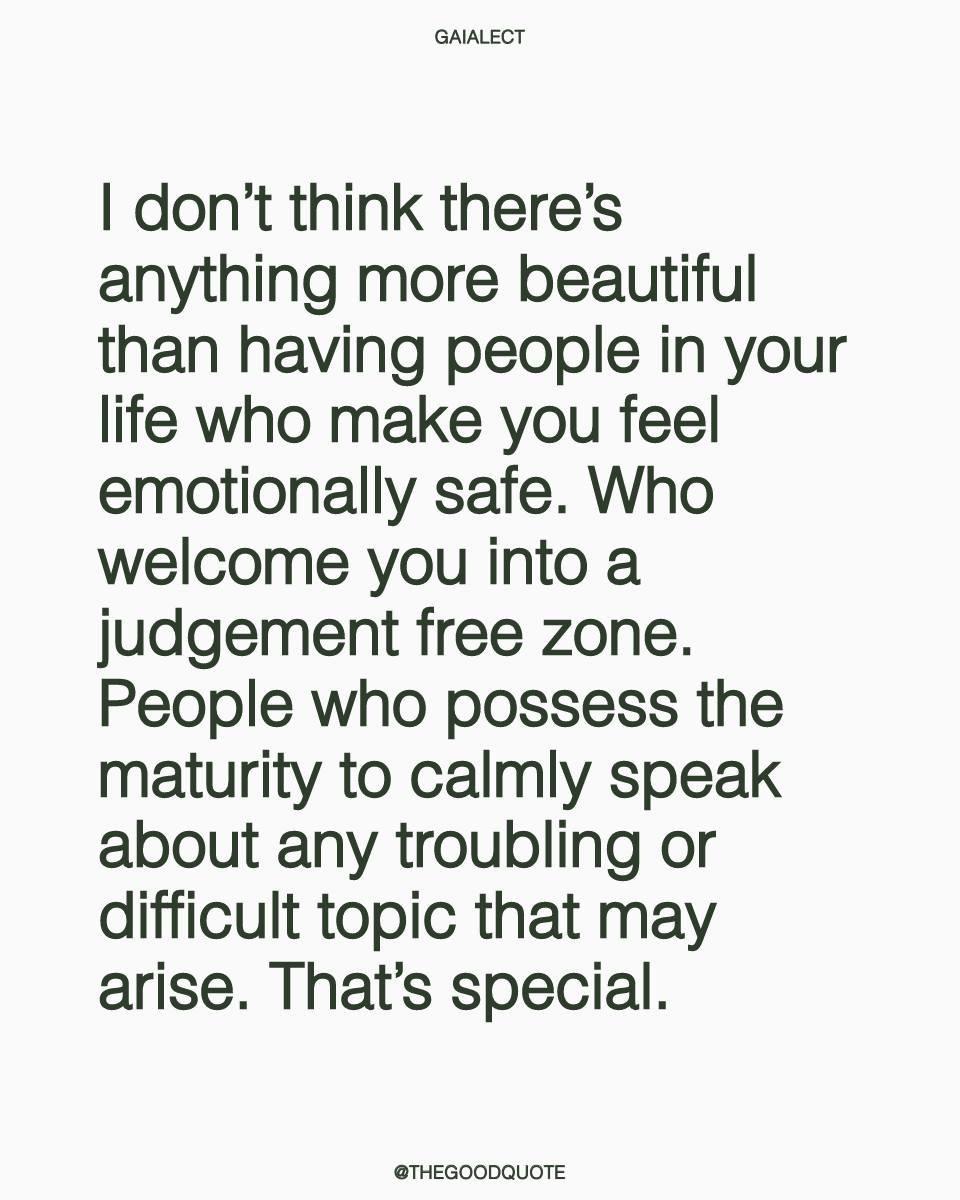 GAIALECT
I don’t think there’s
anything more beautiful
than having people in your
life who make you feel
emotionally safe. Who
welcome you into a
judgement free zone.
People who possess the
maturity to calmly speak
about any troubling or
difficult topic that may
arise. That’s special.
@THEGOODQUOTE